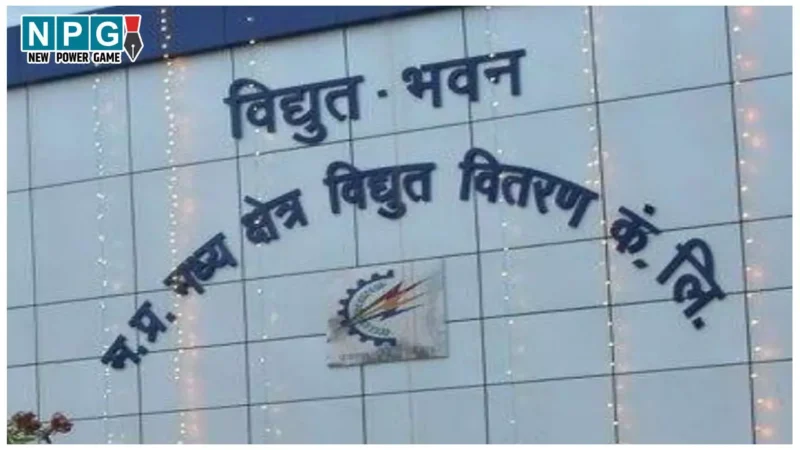 NPG
NEW POWER GAME
विद्युत - भवन
म.प्र. मध्य क्षेत्र विद्युत वितरण कं. लि.